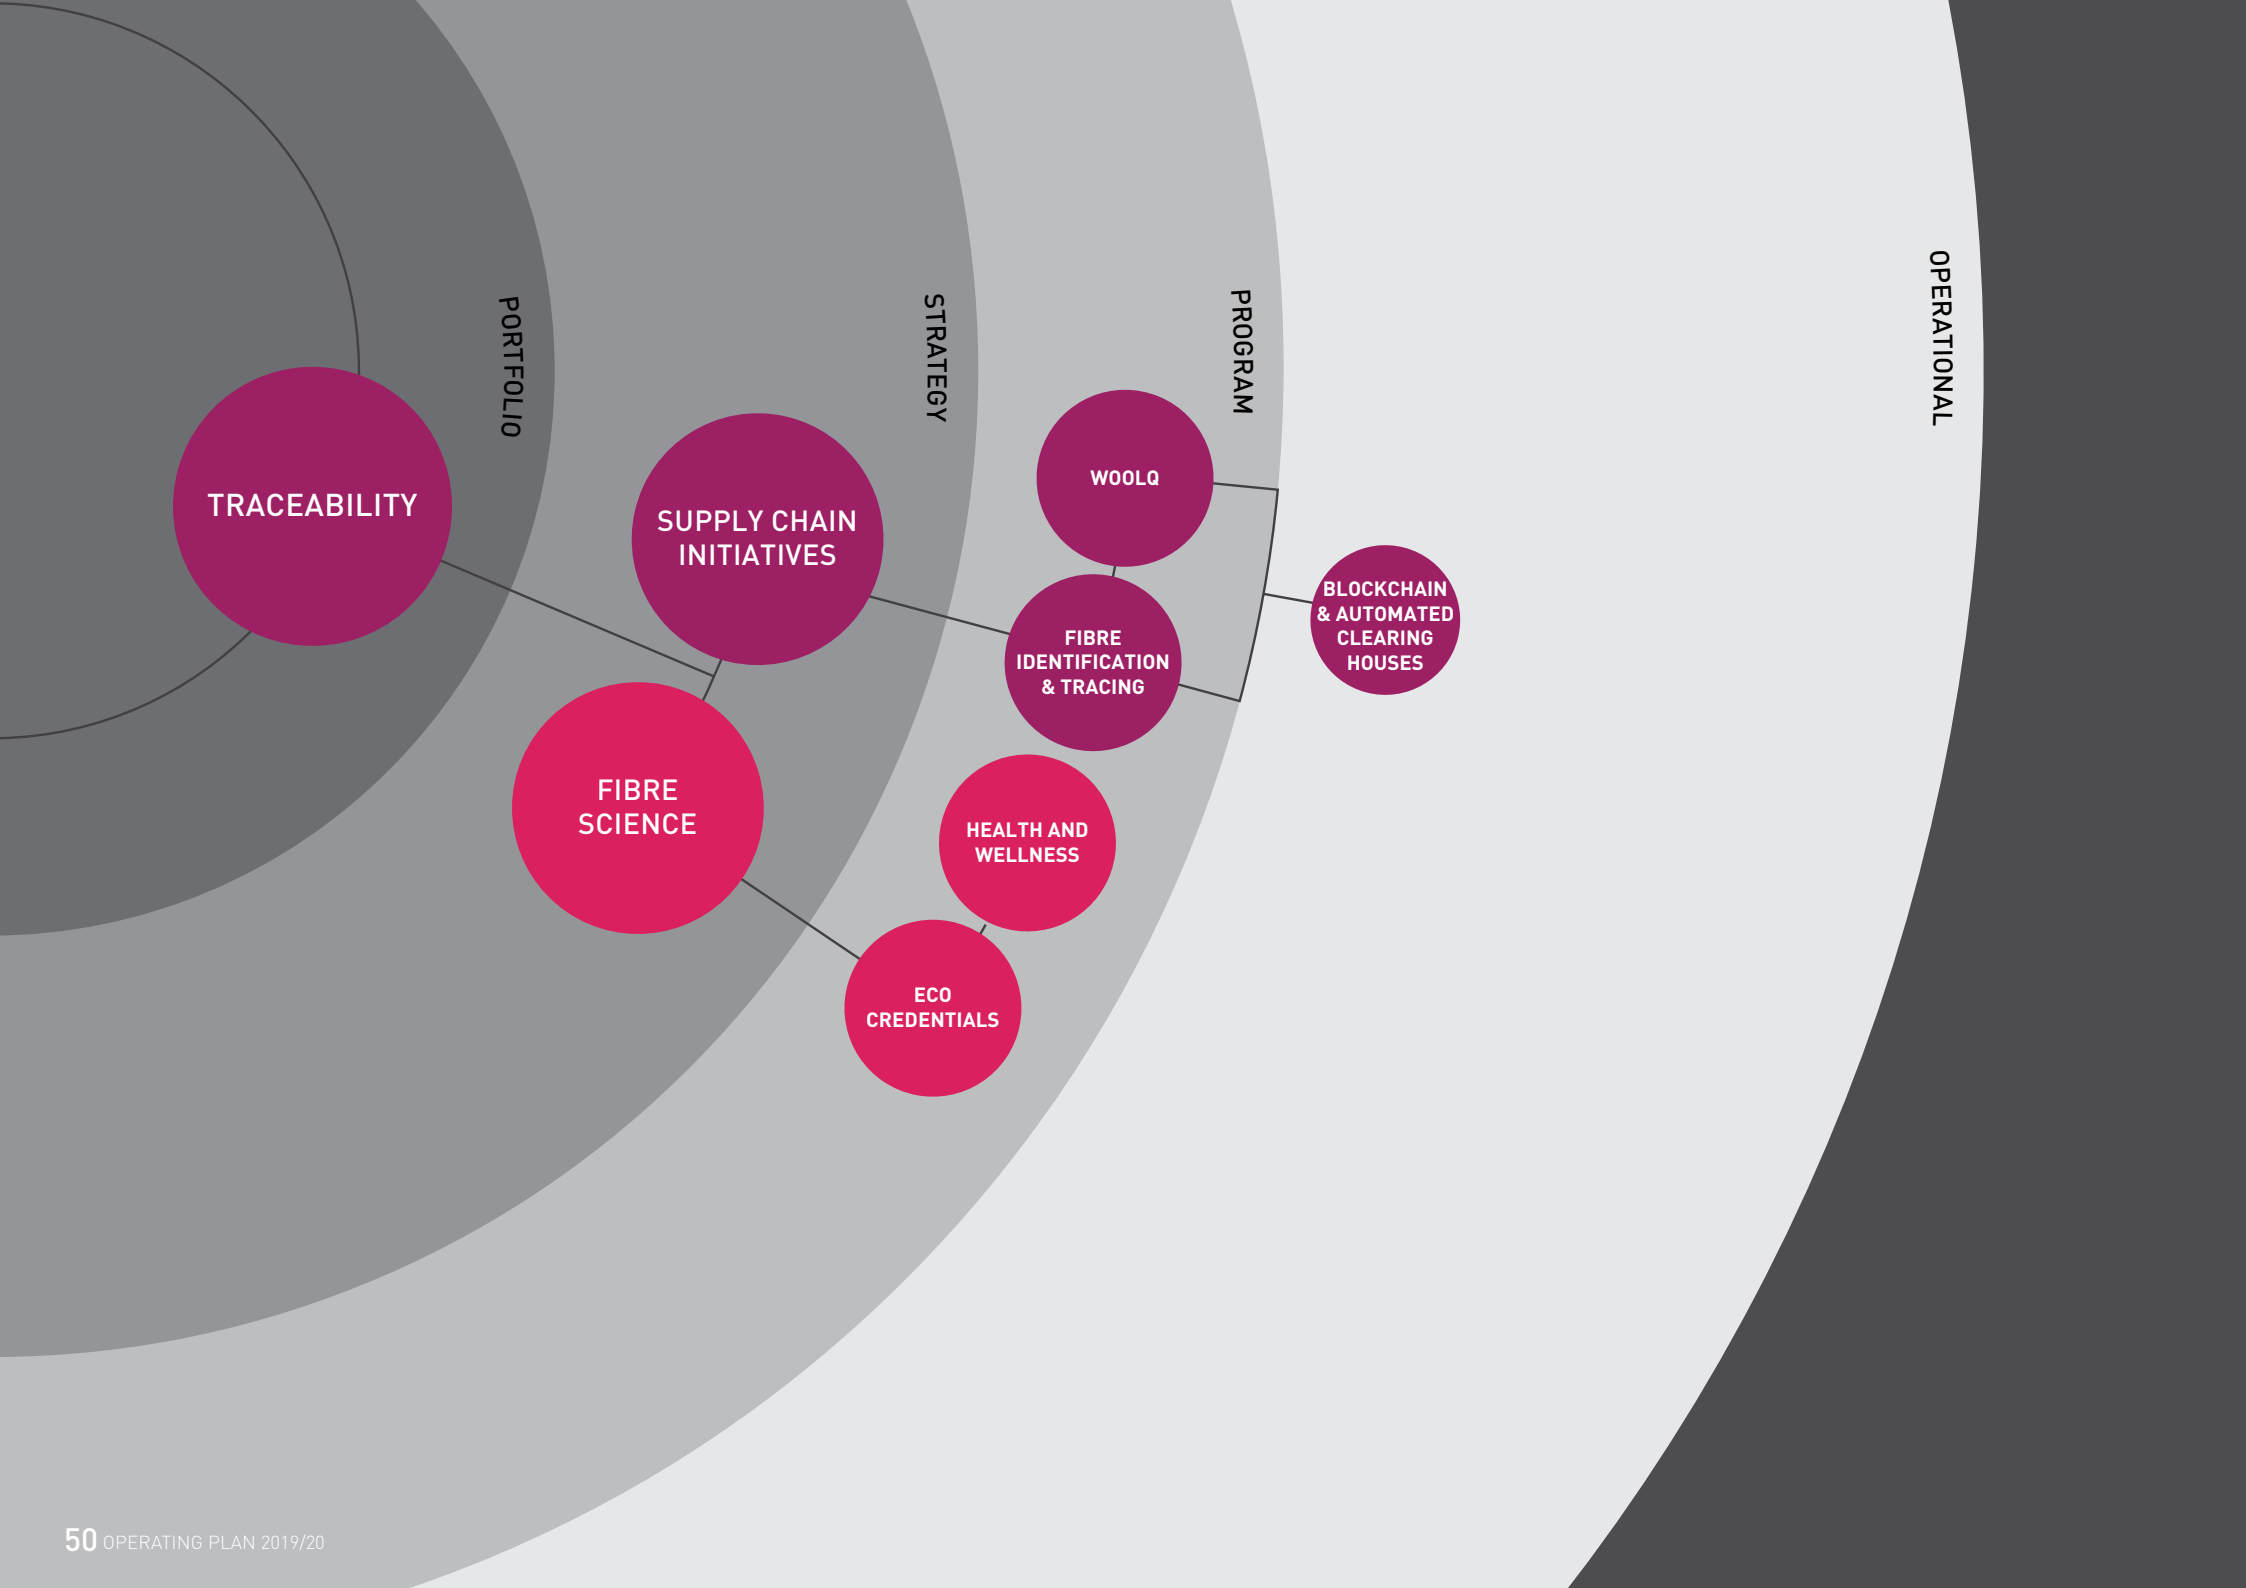 PORTFOLIO
STRATEGY
PROGRAM
OPERATIONAL
TRACEABILITY
SUPPLY CHAIN
INITIATIVES
WOOLQ
FIBRE
IDENTIFICATION
& TRACING
BLOCKCHAIN
& AUTOMATED
CLEARING
HOUSES
FIBRE
SCIENCE
HEALTH AND
WELLNESS
ECO
CREDENTIALS
50 OPERATING PLAN 2019/20